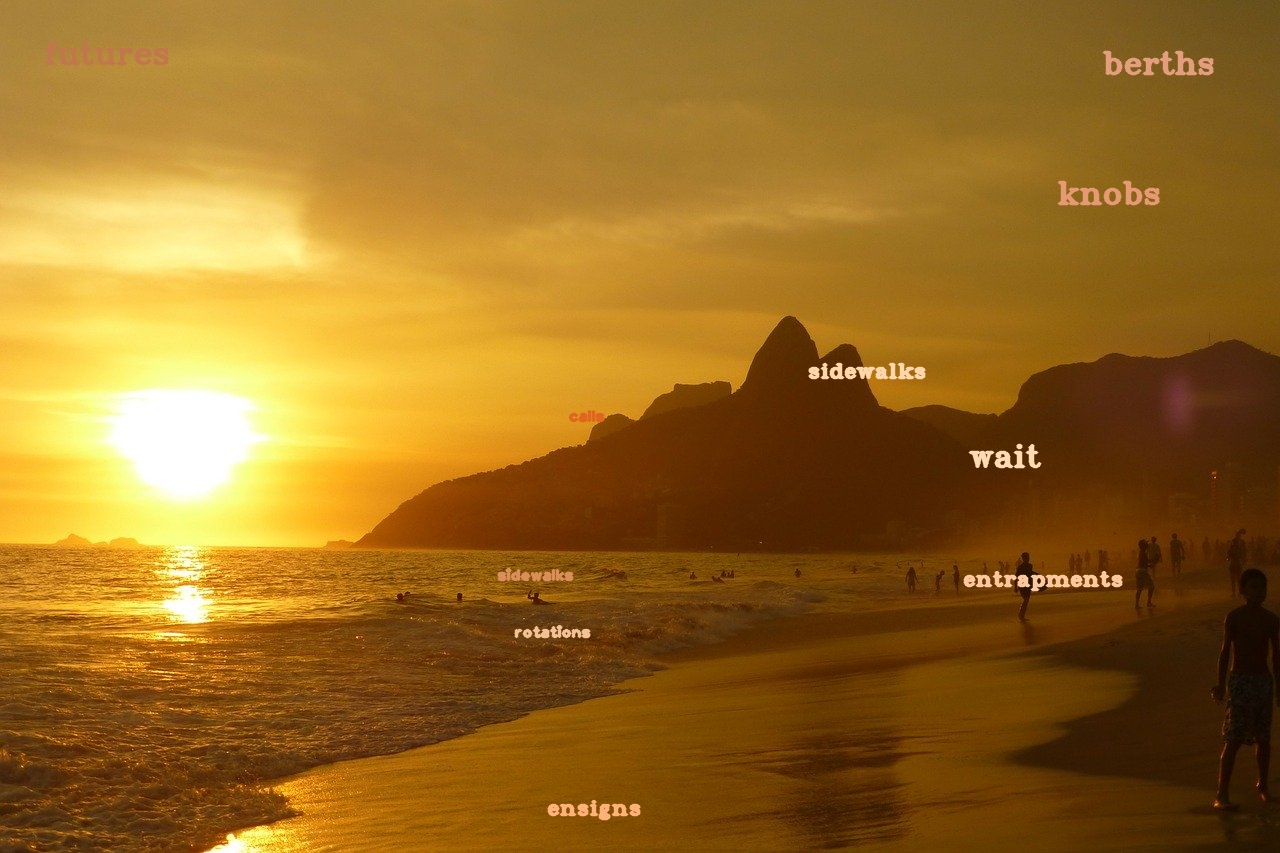 futures
berths
knobs
sidewalks
calls
wait
sidewalks
entrapments
rotations
ensigns